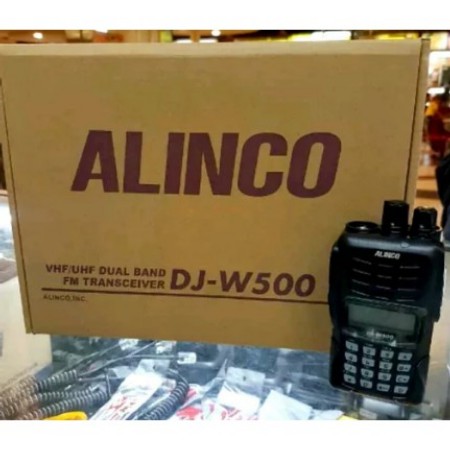 ALINCO
VHF/UHF DUAL BAND
FM TRANSCEIVER DJ-W500
ALINCO, INC.
ALINCO